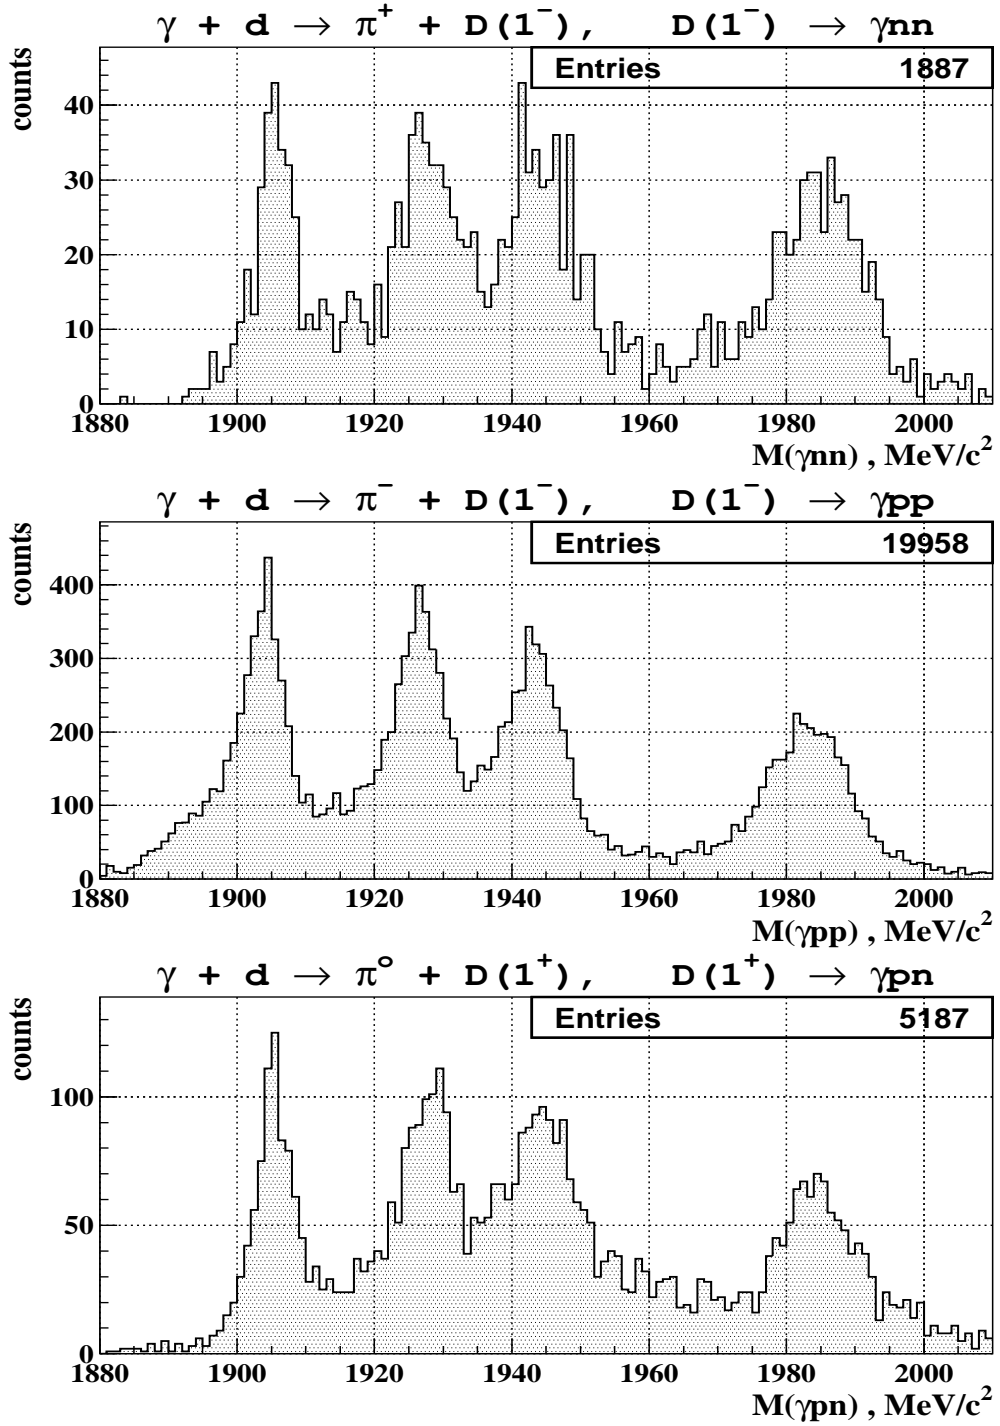 γ + d → π⁺ + D(1⁻), D(1⁻) → γnn
counts
Entries 1887
40
30
20
10
0
1880 1900 1920 1940 1960 1980 2000
M(γnn) , MeV/c²
γ + d → π⁻ + D(1⁻), D(1⁻) → γpp
counts
Entries 19958
400
300
200
100
0
1880 1900 1920 1940 1960 1980 2000
M(γpp) , MeV/c²
γ + d → π⁰ + D(1⁺), D(1⁺) → γpn
counts
Entries 5187
100
50
0
1880 1900 1920 1940 1960 1980 2000
M(γpn) , MeV/c²